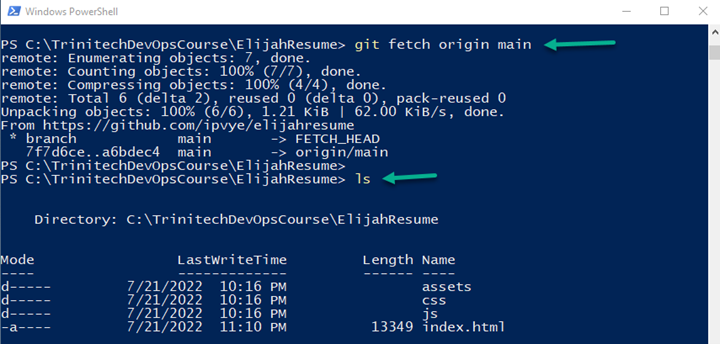 Windows PowerShell
PS C:\TrinitechDevOpsCourse\ElijahResume> git fetch origin main
remote: Enumerating objects: 7, done.
remote: Counting objects: 100% (7/7), done.
remote: Compressing objects: 100% (4/4), done.
remote: Total 6 (delta 2), reused 0 (delta 0), pack-reused 0
Unpacking objects: 100% (6/6), 1.21 KiB | 62.00 KiB/s, done.
From https://github.com/ipvye/elijahresume
 * branch            main       -> FETCH_HEAD
   7f7d6ce..a6bdec4  main       -> origin/main
PS C:\TrinitechDevOpsCourse\ElijahResume>
PS C:\TrinitechDevOpsCourse\ElijahResume> ls
    Directory: C:\TrinitechDevOpsCourse\ElijahResume
Mode                 LastWriteTime         Length Name
----                 -------------         ------ ----
d-----         7/21/2022  10:16 PM                assets
d-----         7/21/2022  10:16 PM                css
d-----         7/21/2022  10:16 PM                js
-a----         7/21/2022  11:10 PM          13349 index.html